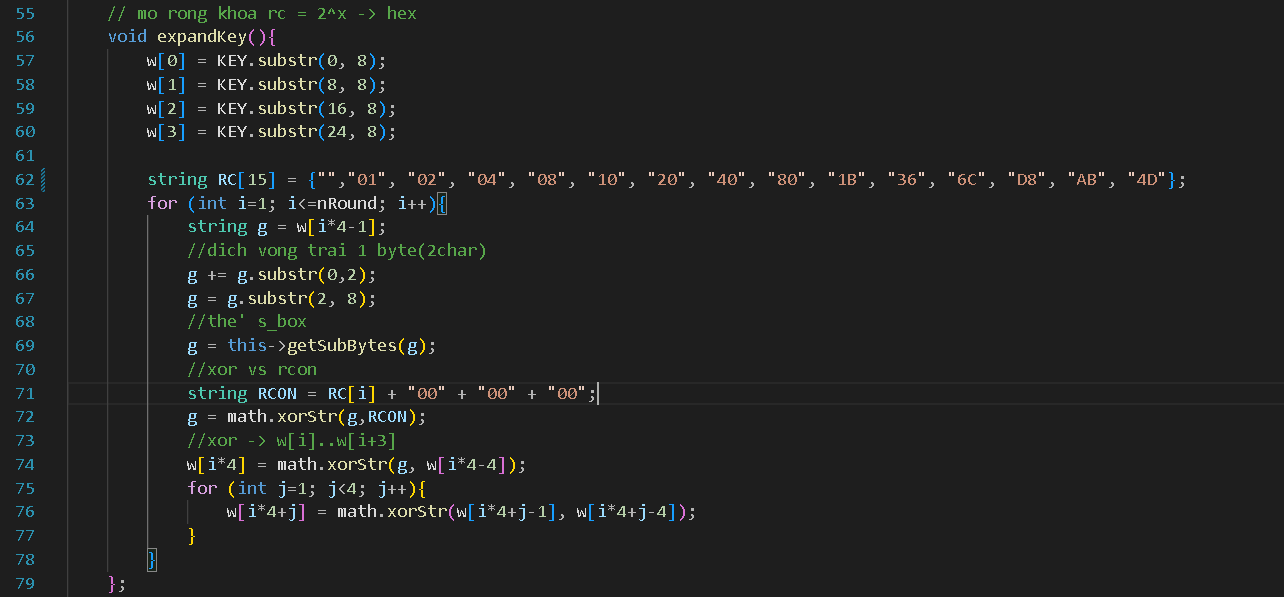 55 // mo rong khoa rc = 2^x -> hex
56 void expandKey(){
57 w[0] = KEY.substr(0, 8);
58 w[1] = KEY.substr(8, 8);
59 w[2] = KEY.substr(16, 8);
60 w[3] = KEY.substr(24, 8);
61
62 string RC[15] = {"","01", "02", "04", "08", "10", "20", "40", "80", "1B", "36", "6C", "D8", "AB", "4D"};
63 for (int i=1; i<=nRound; i++){
64 string g = w[i*4-1];
65 //dich vong trai 1 byte(2char)
66 g += g.substr(0,2);
67 g = g.substr(2, 8);
68 //the' s_box
69 g = this->getSubBytes(g);
70 //xor vs rcon
71 string RCON = RC[i] + "00" + "00" + "00";
72 g = math.xorStr(g,RCON);
73 //xor -> w[i]..w[i+3]
74 w[i*4] = math.xorStr(g, w[i*4-4]);
75 for (int j=1; j<4; j++){
76 w[i*4+j] = math.xorStr(w[i*4+j-1], w[i*4+j-4]);
77 }
78 }
79 };